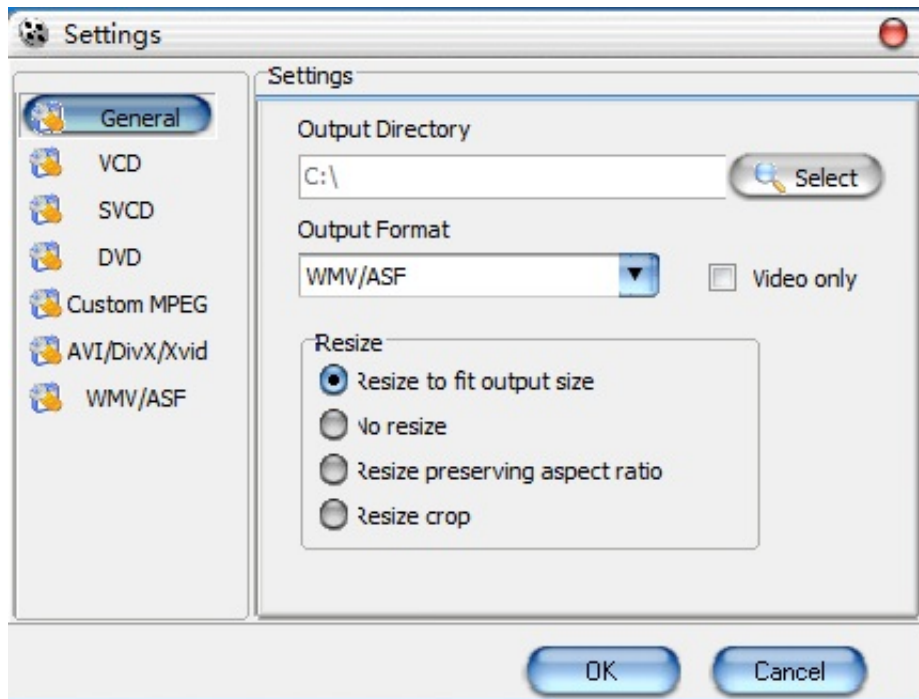 Settings
General
VCD
SVCD
DVD
Custom MPEG
AVI/DivX/Xvid
WMV/ASF
Settings
Output Directory
C:\
Select
Output Format
WMV/ASF
Video only
Resize
Resize to fit output size
No resize
Resize preserving aspect ratio
Resize crop
OK
Cancel